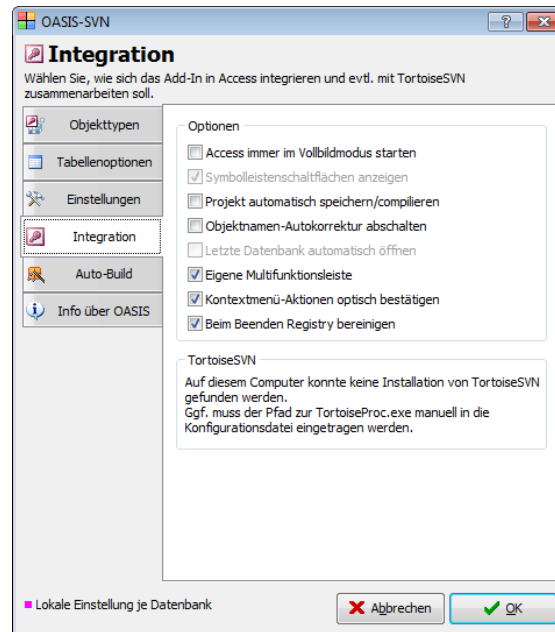 OASIS-SVN
Integration
Wählen Sie, wie sich das Add-In in Access integrieren und evtl. mit TortoiseSVN
zusammenarbeiten soll.
Objekttypen
Tabellenoptionen
Einstellungen
Integration
Auto-Build
Info über OASIS
Optionen
Access immer im Vollbildmodus starten
Symbolleistenschaltflächen anzeigen
Projekt automatisch speichern/compilieren
Objektnamen-Autokorrektur abschalten
Letzte Datenbank automatisch öffnen
Eigene Multifunktionsleiste
Kontextmenü-Aktionen optisch bestätigen
Beim Beenden Registry bereinigen
TortoiseSVN
Auf diesem Computer konnte keine Installation von TortoiseSVN
gefunden werden.
Ggf. muss der Pfad zur TortoiseProc.exe manuell in die
Konfigurationsdatei eingetragen werden.
Lokale Einstellung je Datenbank
Abbrechen
OK